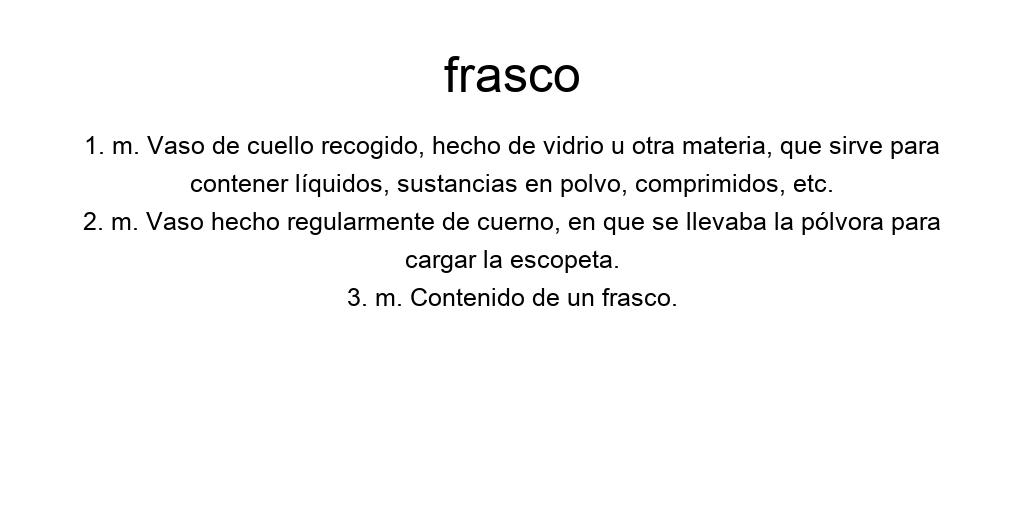 frasco
1. m. Vaso de cuello recogido, hecho de vidrio u otra materia, que sirve para
contener líquidos, sustancias en polvo, comprimidos, etc.
2. m. Vaso hecho regularmente de cuerno, en que se llevaba la pólvora para
cargar la escopeta.
3. m. Contenido de un frasco.